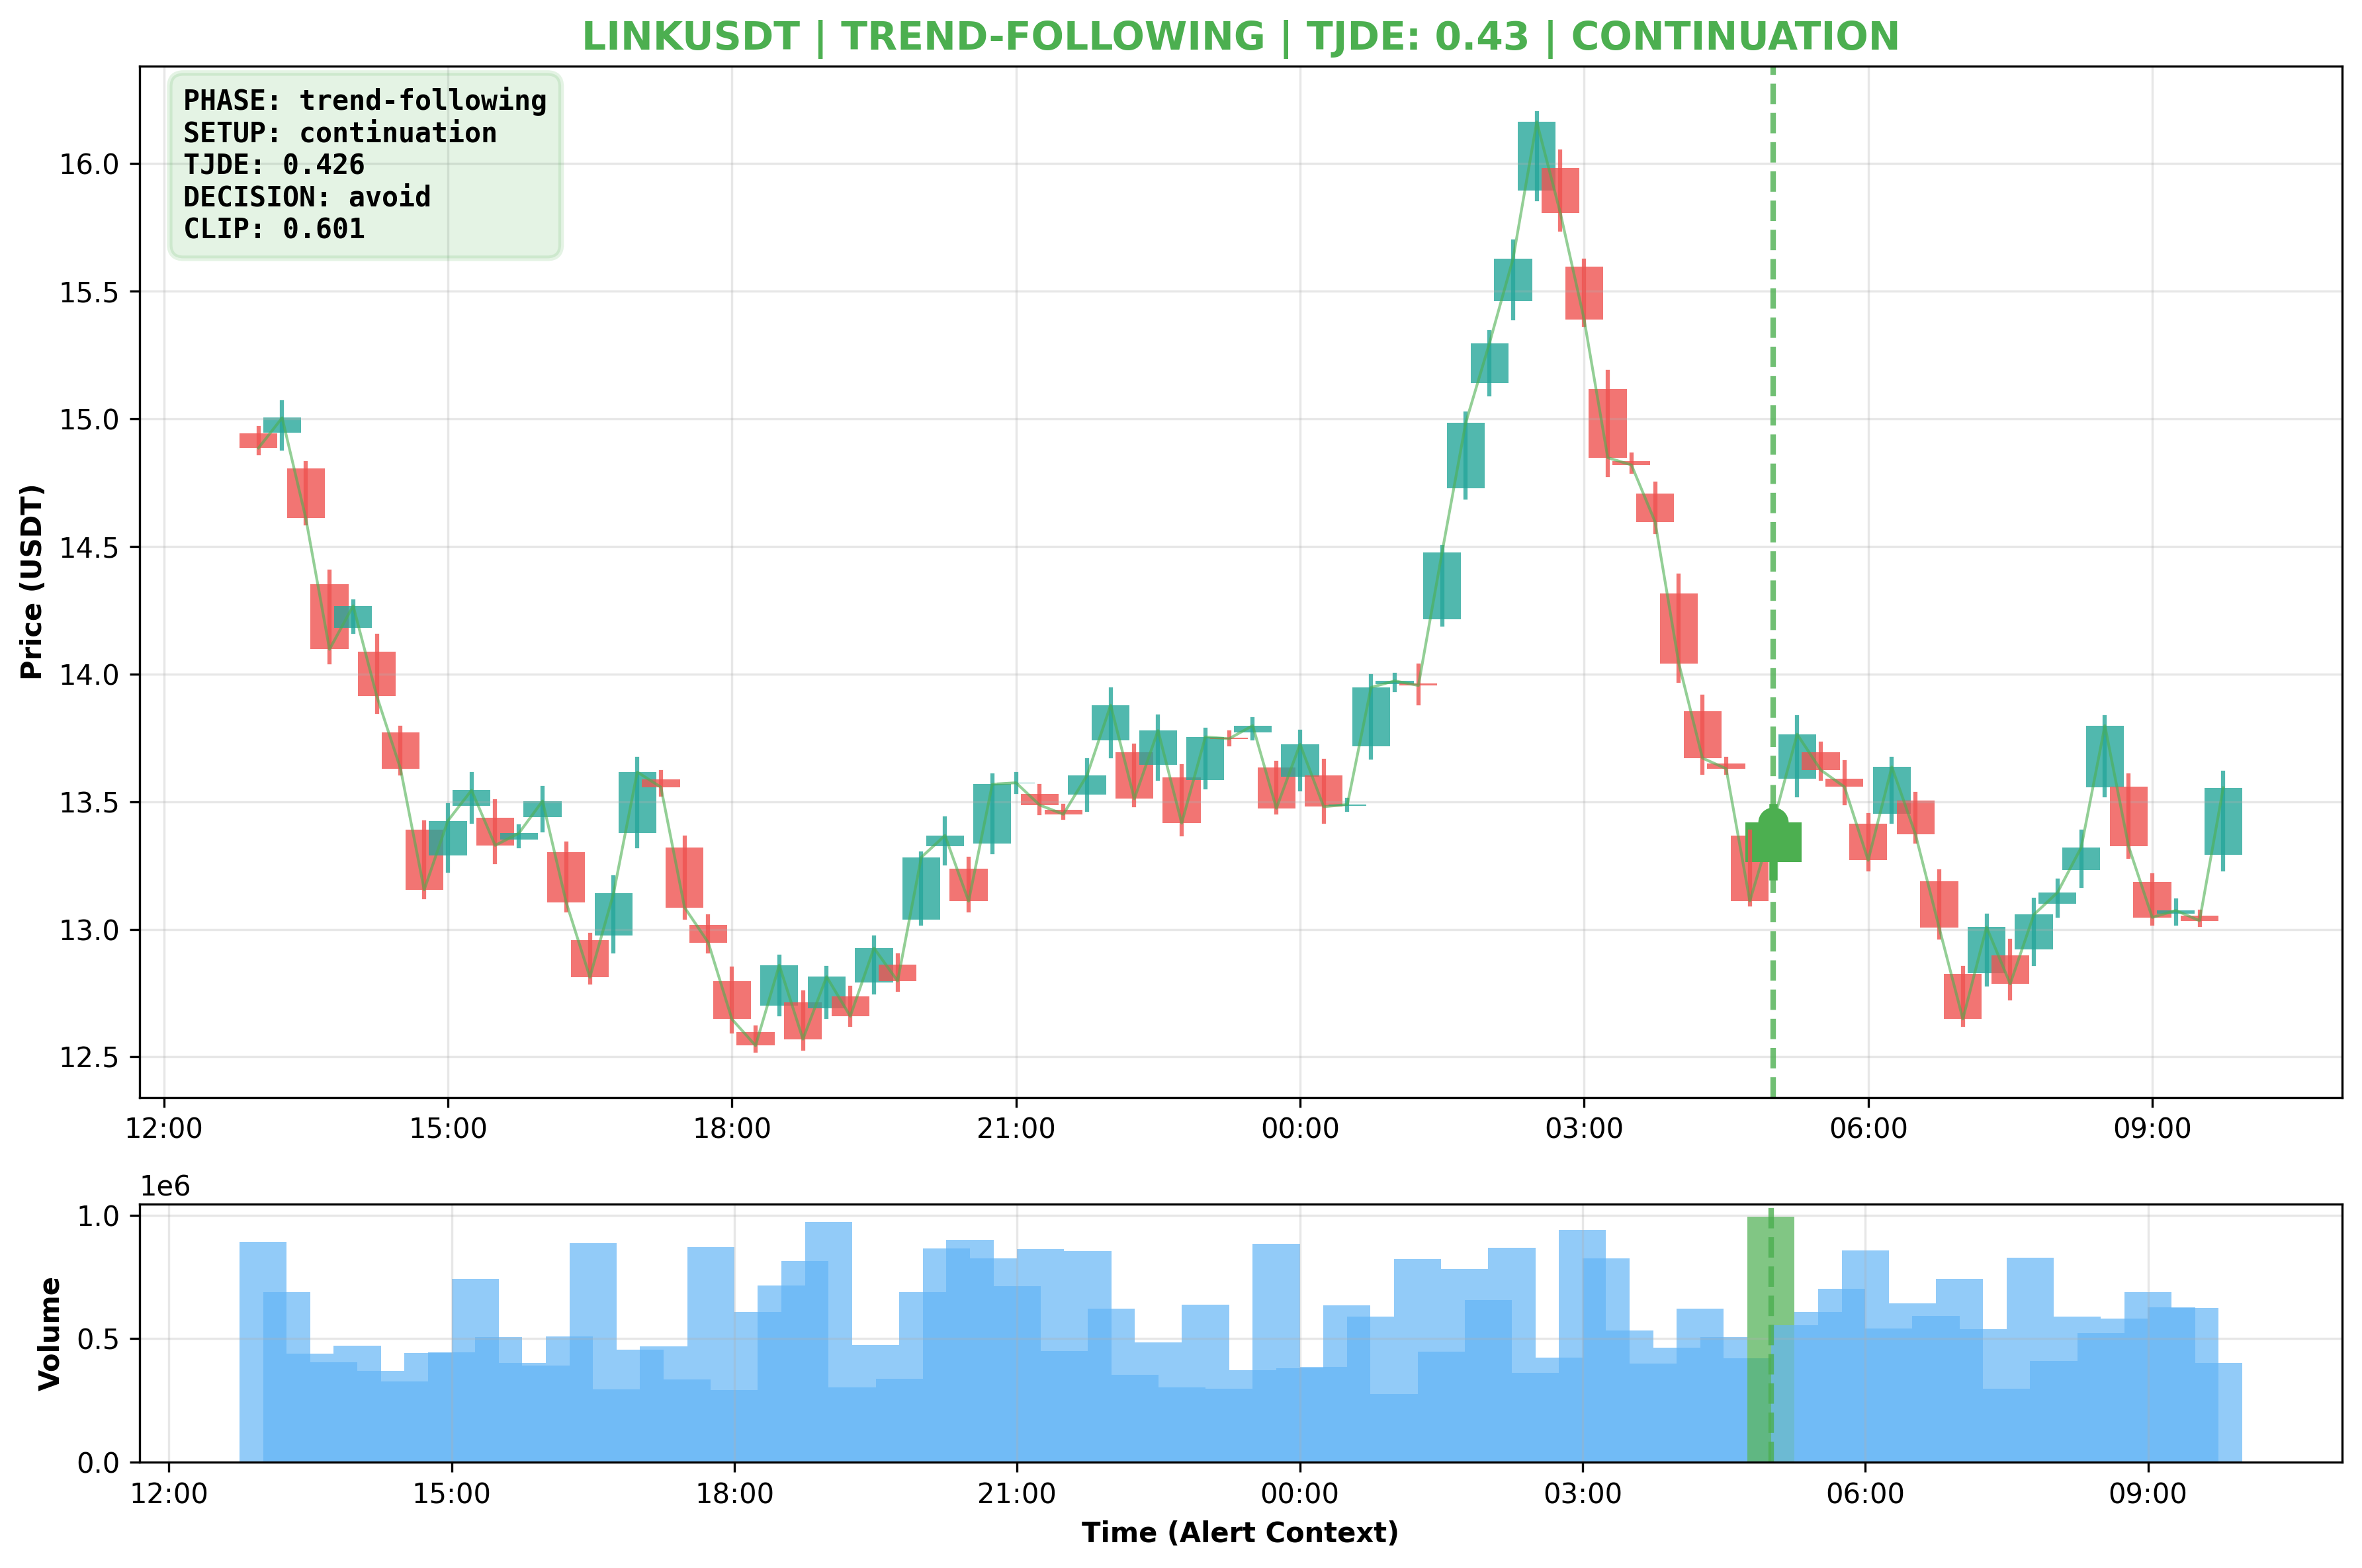 LINKUSDT | TREND-FOLLOWING | TJDE: 0.43 | CONTINUATION
PHASE: trend-following
SETUP: continuation
TJDE: 0.426
DECISION: avoid
CLIP: 0.601
Price (USDT)
16.0
15.5
15.0
14.5
14.0
13.5
13.0
12.5
12:00 15:00 18:00 21:00 00:00 03:00 06:00 09:00
1e6
Volume
1.0
0.5
0.0
12:00 15:00 18:00 21:00 00:00 03:00 06:00 09:00
Time (Alert Context)